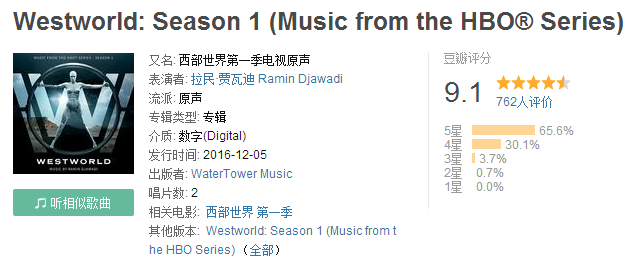 Westworld: Season 1 (Music from the HBO® Series)
MUSIC FROM THE HBO® SERIES · SEASON 1
WESTWORLD
MUSIC BY RAMIN DJAWADI
听相似歌曲
又名: 西部世界第一季电视原声
表演者: 拉民·贾瓦迪 Ramin Djawadi
流派: 原声
专辑类型: 专辑
介质: 数字(Digital)
发行时间: 2016-12-05
出版者: WaterTower Music
唱片数: 2
相关电影: 西部世界 第一季
其他版本: Westworld: Season 1 (Music from t
he HBO Series) （全部）
豆瓣评分
9.1
762人评价
5星 65.6%
4星 30.1%
3星 3.7%
2星 0.7%
1星 0.0%